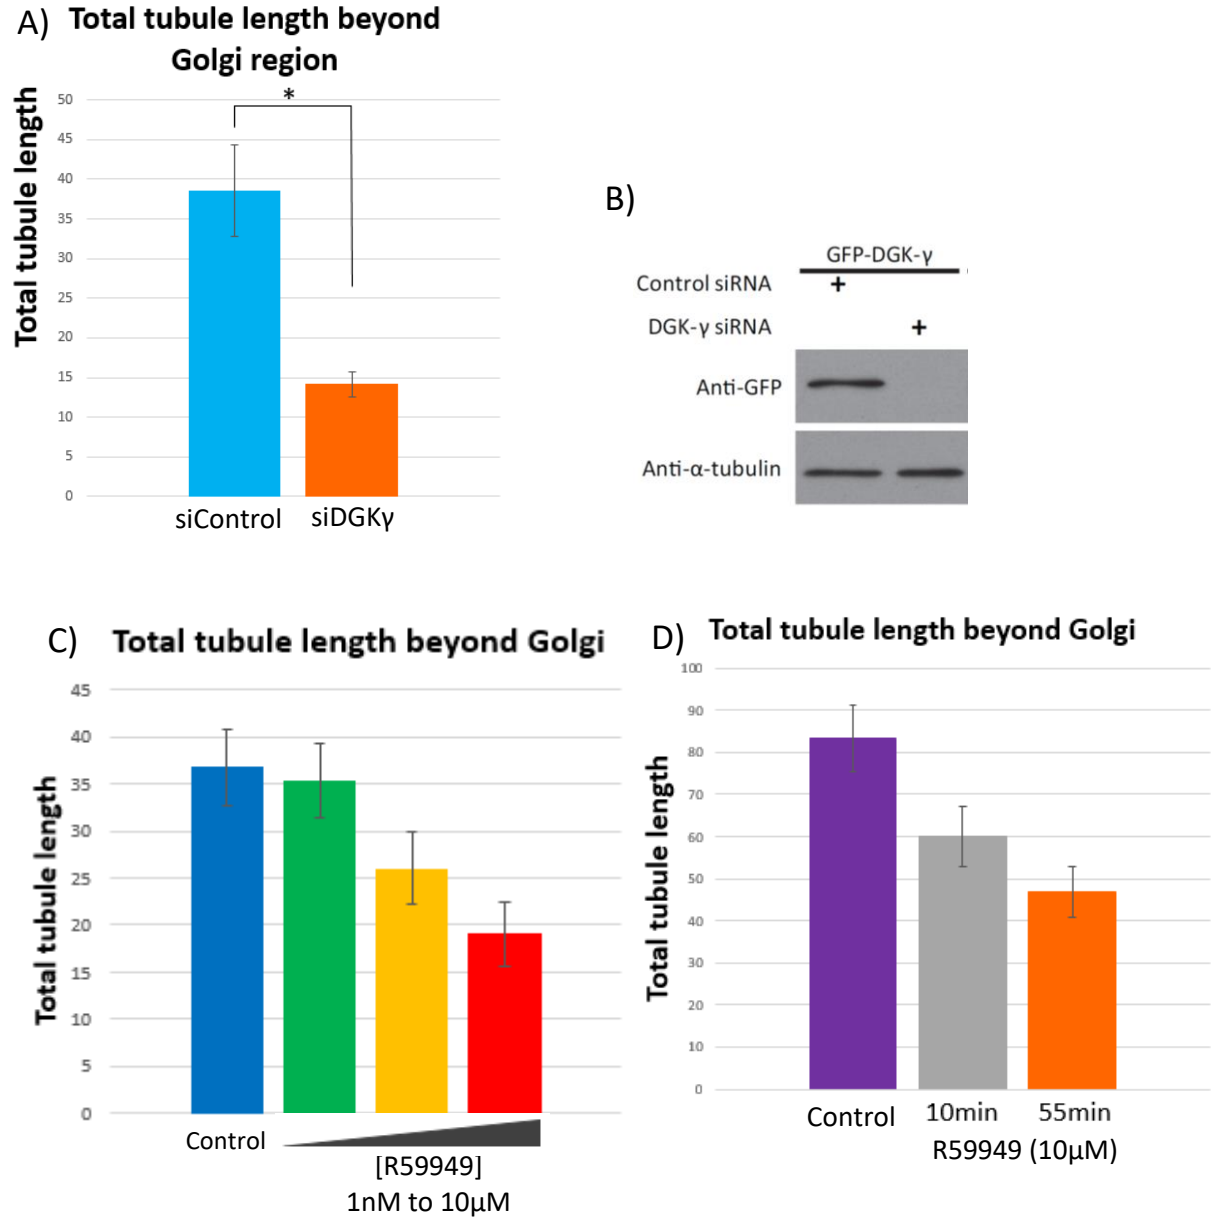 A) Total tubule length beyond
Golgi region
Total tubule length
*
50
45
40
35
30
25
20
15
10
5
0
siControl siDGKγ
B)
GFP-DGK-γ
Control siRNA +
DGK-γ siRNA +
Anti-GFP
Anti-α-tubulin
C) Total tubule length beyond Golgi
Total tubule length
45
40
35
30
25
20
15
10
5
0
Control
[R59949]
1nM to 10μM
D) Total tubule length beyond Golgi
Total tubule length
100
90
80
70
60
50
40
30
20
10
0
Control 10min 55min
R59949 (10μM)